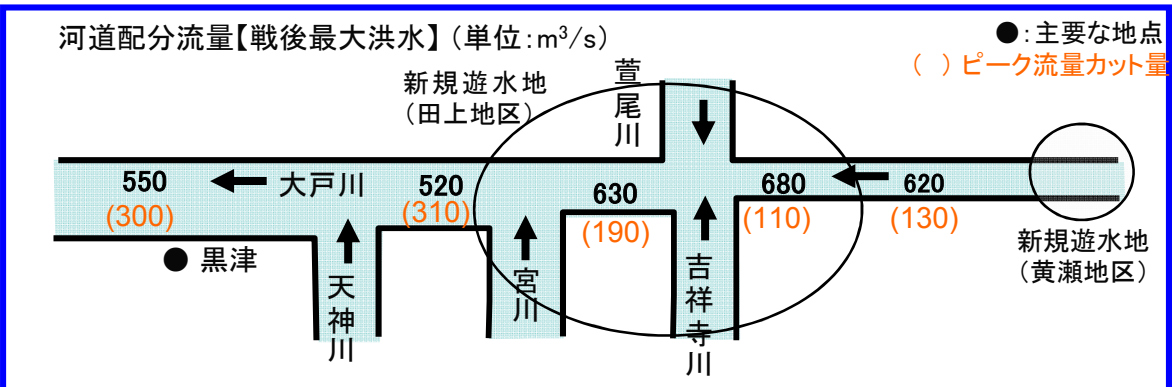 河道配分流量【戦後最大洪水】（単位:m³/s）
●:主要な地点
（ ）ピーク流量カット量
新規遊水地
（田上地区）
萱尾川
550
大戸川
520
630
680
620
(300)
(310)
(190)
(110)
(130)
● 黒津
天神川
宮川
吉祥寺川
新規遊水地
（黄瀬地区）